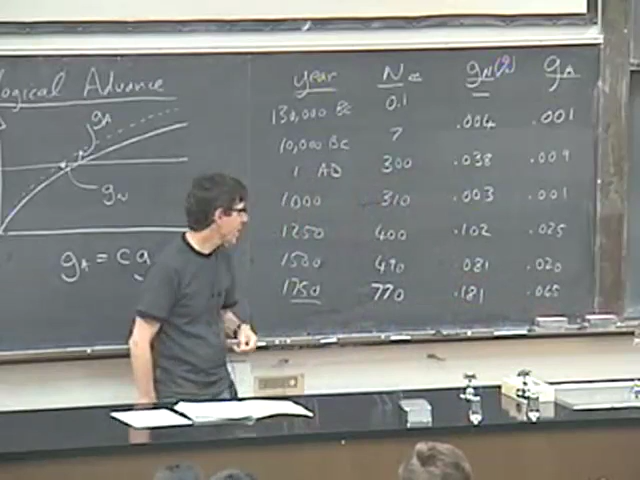 logical Advance
gA
gN
gA = c g
year N gN(%) gA
130,000 BC 0.1
.004 .001
10,000 BC 7
.038 .009
1 AD 300
.003 .001
1000 310
.102 .025
1250 400
.081 .020
1500 490
.181 .065
1750 770